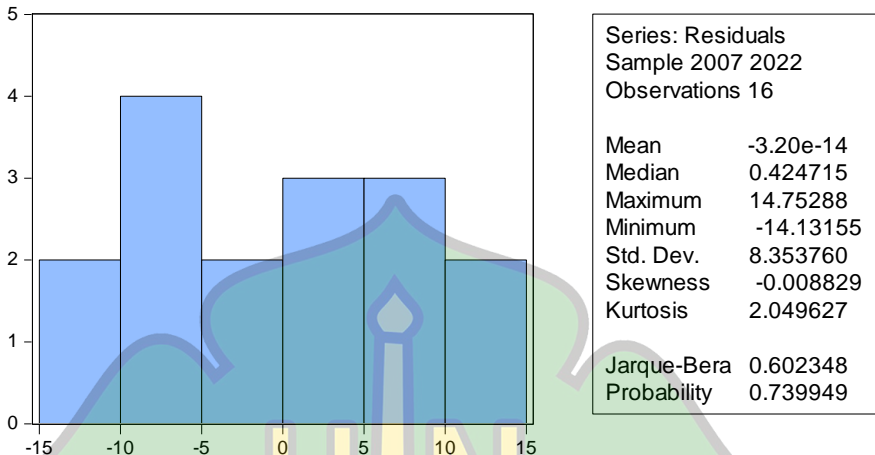 5
4
3
2
1
0
-15 -10 -5 0 5 10 15
Series: Residuals
Sample 2007 2022
Observations 16
Mean -3.20e-14
Median 0.424715
Maximum 14.75288
Minimum -14.13155
Std. Dev. 8.353760
Skewness -0.008829
Kurtosis 2.049627
Jarque-Bera 0.602348
Probability 0.739949